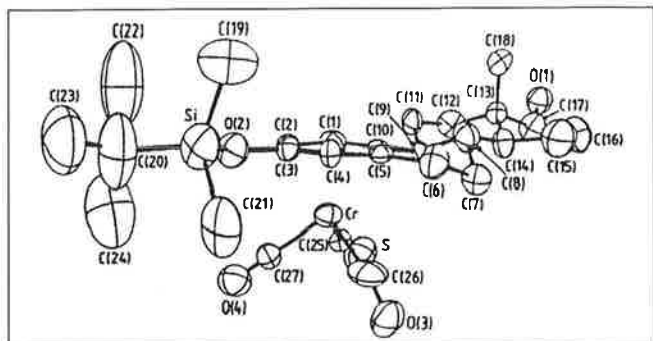 C(22)
C(19)
C(18)
C(23)
Si
O(2)
C(2)
C(1)
C(10)
C(9)
C(11)
C(12)
C(13)
O(1)
C(17)
C(16)
C(20)
C(3)
C(4)
C(5)
C(6)
C(7)
C(8)
C(14)
C(15)
C(24)
C(21)
Cr
C(25)
S
C(27)
C(26)
O(4)
O(3)